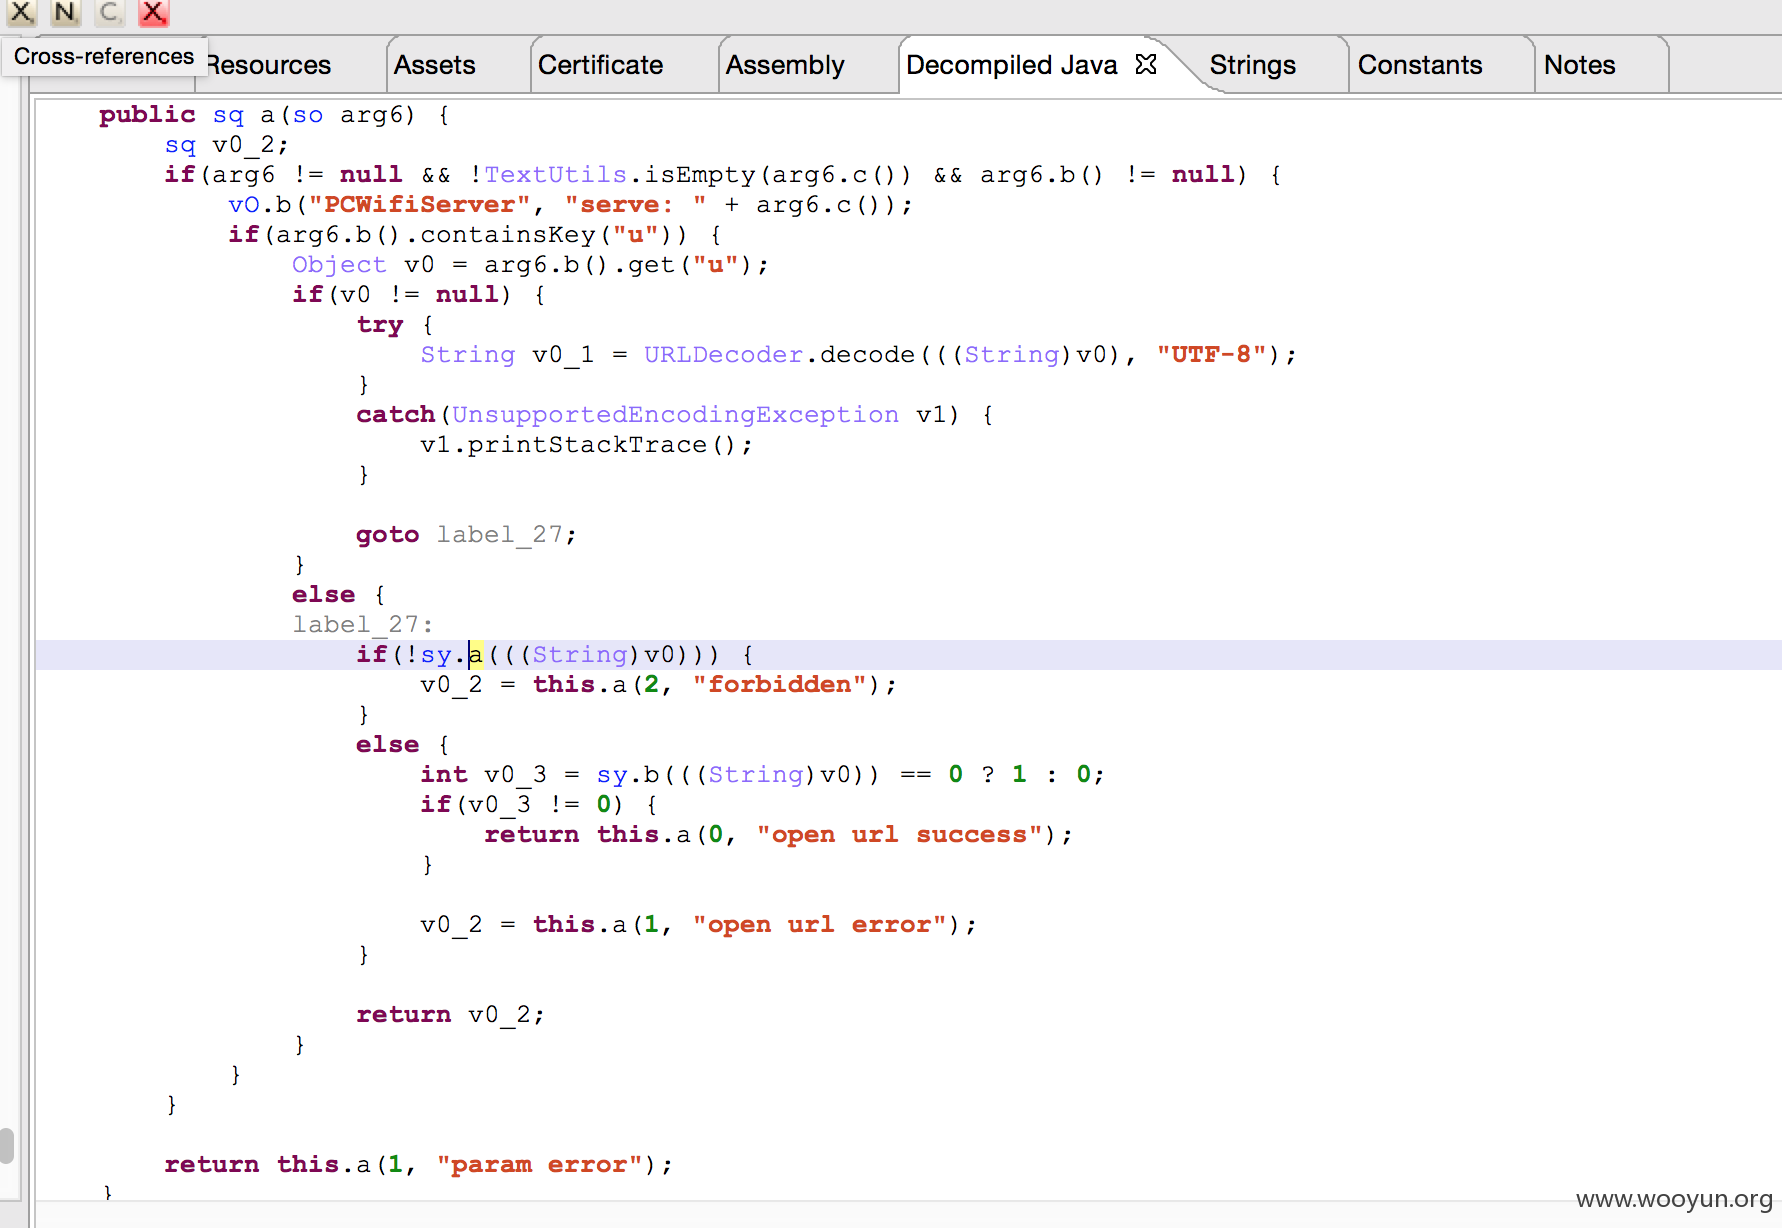 X N C X
Cross-references
Resources Assets Certificate Assembly Decompiled Java Strings Constants Notes
public sq a(so arg6) {
sq v0_2;
if(arg6 != null && !TextUtils.isEmpty(arg6.c()) && arg6.b() != null) {
vO.b("PCWifiServer", "serve: " + arg6.c());
if(arg6.b().containsKey("u")) {
Object v0 = arg6.b().get("u");
if(v0 != null) {
try {
String v0_1 = URLDecoder.decode(((String)v0), "UTF-8");
}
catch(UnsupportedEncodingException v1) {
v1.printStackTrace();
}
goto label_27;
}
else {
label_27:
if(!sy.a(((String)v0))) {
v0_2 = this.a(2, "forbidden");
}
else {
int v0_3 = sy.b(((String)v0)) == 0 ? 1 : 0;
if(v0_3 != 0) {
return this.a(0, "open url success");
}
v0_2 = this.a(1, "open url error");
}
return v0_2;
}
}
}
return this.a(1, "param error");
}
www.wooyun.org